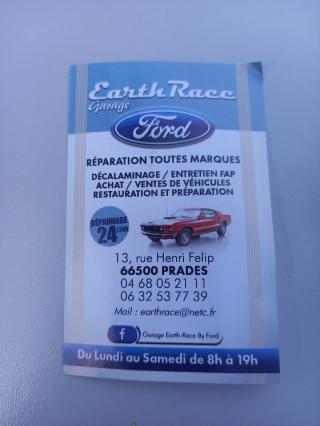 Earth Race
Garage
Ford
RÉPARATION TOUTES MARQUES
DÉCALAMINAGE / ENTRETIEN FAP
ACHAT / VENTES DE VÉHICULES
RESTAURATION ET PRÉPARATION
DÉPANNAGE
24/24h
13, rue Henri Felip
66500 PRADES
04 68 05 21 11
06 32 53 77 39
Mail : earthrace@netc.fr
f Garage Earth-Race By Ford
Du Lundi au Samedi de 8h à 19h